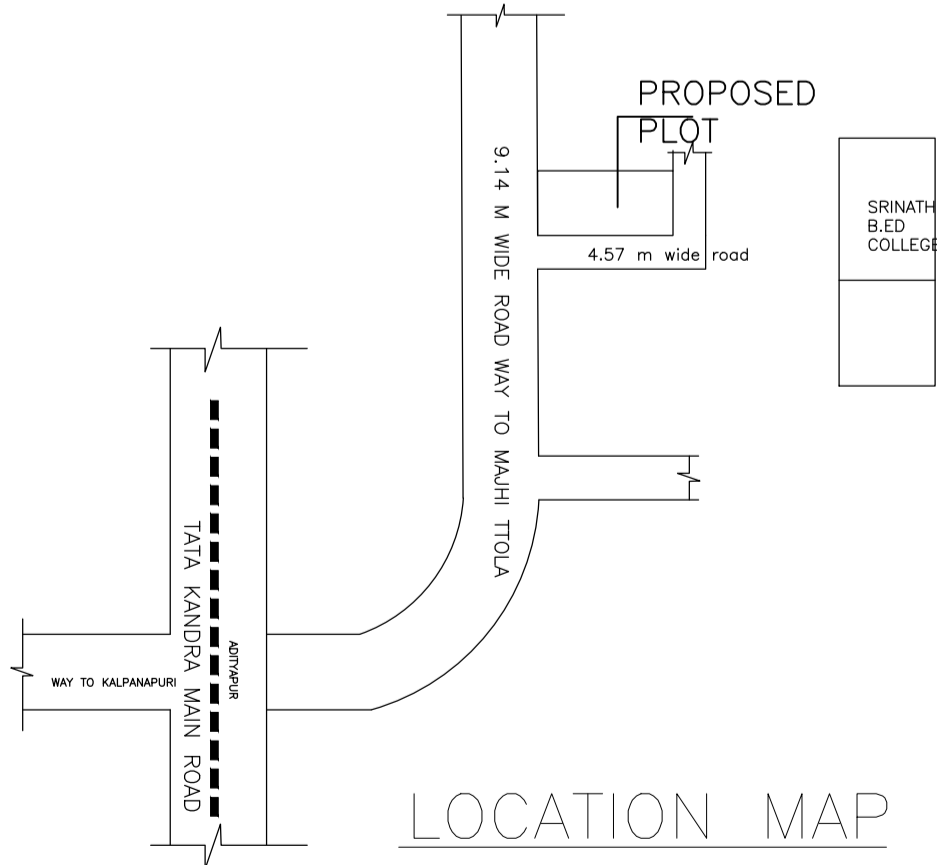 PROPOSED
PLOT
9.14 M WIDE ROAD WAY TO MAJHI TTOLA
SRINATH
B.ED
COLLEGE
4.57 m wide road
TATA KANDRA MAIN ROAD
ADITYAPUR
WAY TO KALPANAPURI
LOCATION MAP